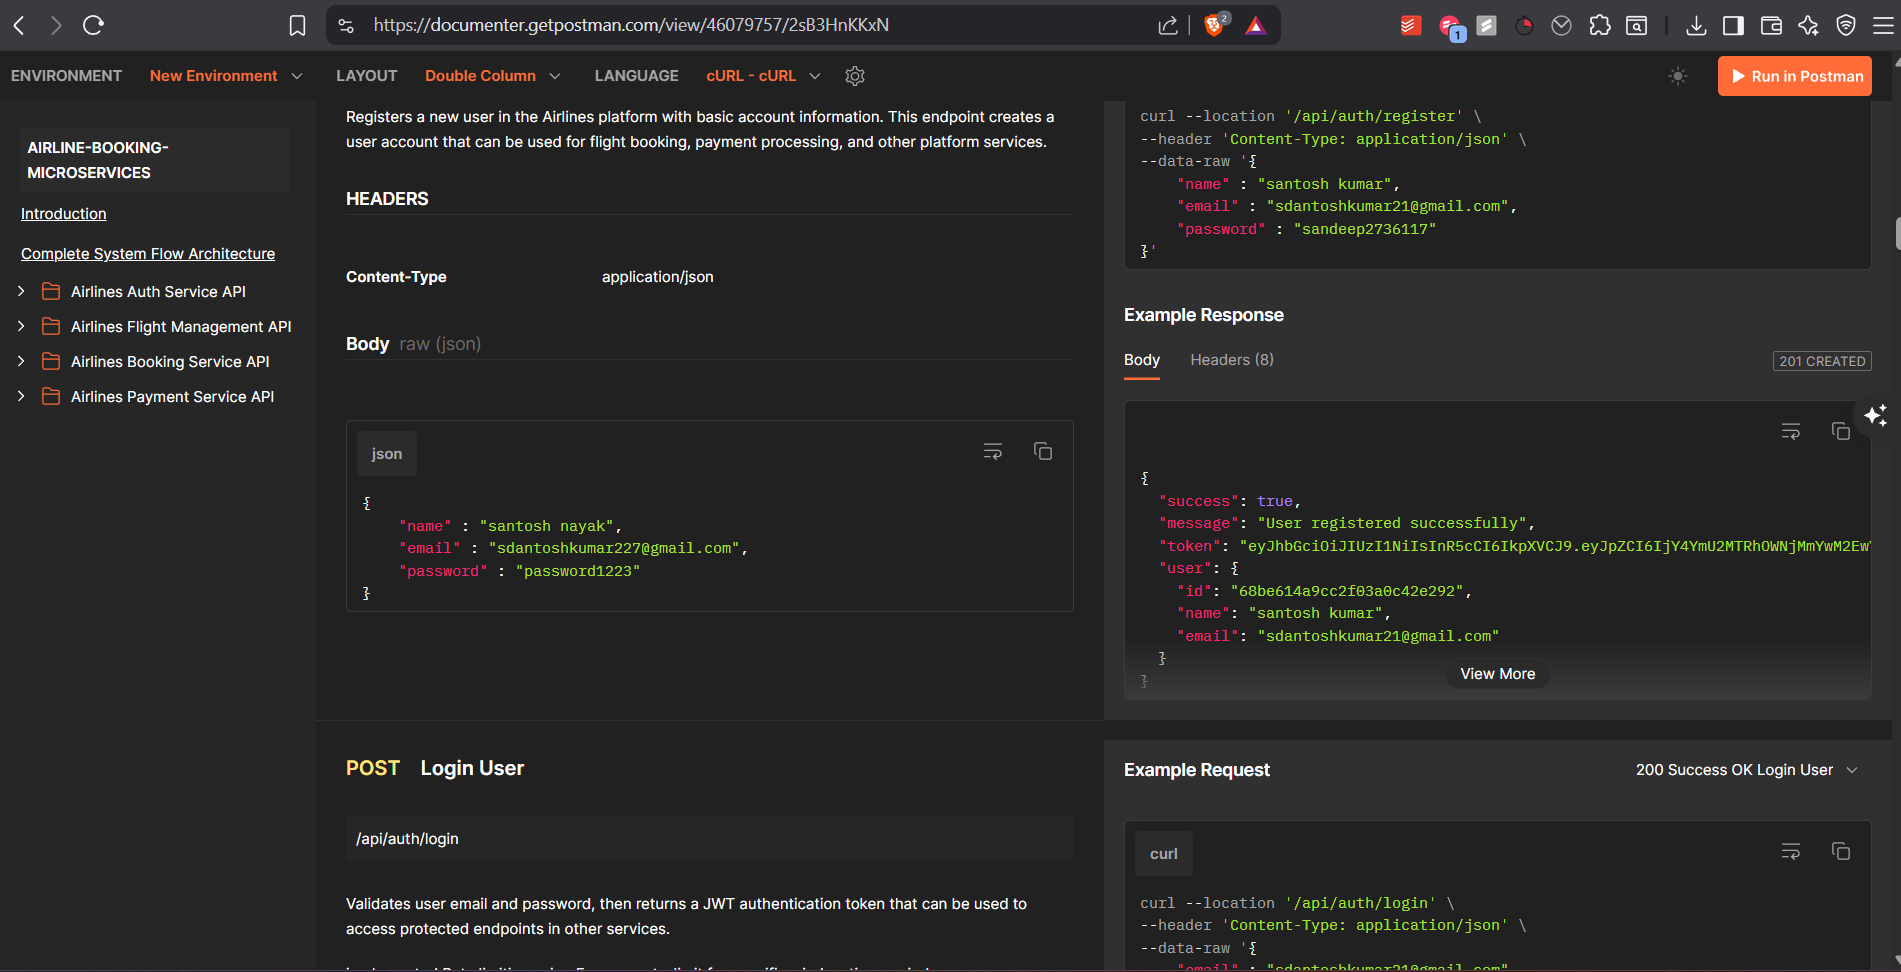 https://documenter.getpostman.com/view/46079757/2sB3HnKKxN
2
1
ENVIRONMENT
New Environment
LAYOUT
Double Column
LANGUAGE
cURL - cURL
Run in Postman
AIRLINE-BOOKING-
MICROSERVICES
Introduction
Complete System Flow Architecture
Airlines Auth Service API
Airlines Flight Management API
Airlines Booking Service API
Airlines Payment Service API
Registers a new user in the Airlines platform with basic account information. This endpoint creates a
user account that can be used for flight booking, payment processing, and other platform services.
HEADERS
Content-Type
application/json
Body raw (json)
json
{
"name" : "santosh nayak",
"email" : "sdantoshkumar227@gmail.com",
"password" : "password1223"
}
POST Login User
/api/auth/login
Validates user email and password, then returns a JWT authentication token that can be used to
access protected endpoints in other services.
curl --location '/api/auth/register' \
--header 'Content-Type: application/json' \
--data-raw '{
"name" : "santosh kumar",
"email" : "sdantoshkumar21@gmail.com",
"password" : "sandeep2736117"
}'
Example Response
Body
Headers (8)
201 CREATED
{
"success": true,
"message": "User registered successfully",
"token": "eyJhbGciOiJIUzI1NiIsInR5cCI6IkpXVCJ9.eyJpZCI6IjY4YmU2MTRhOWNjMmYwM2Ew
"user": {
"id": "68be614a9cc2f03a0c42e292",
"name": "santosh kumar",
"email": "sdantoshkumar21@gmail.com"
}
}
View More
Example Request
200 Success OK Login User
curl
curl --location '/api/auth/login' \
--header 'Content-Type: application/json' \
--data-raw '{
"email" : "sdantoshkumar21@gmail.com"